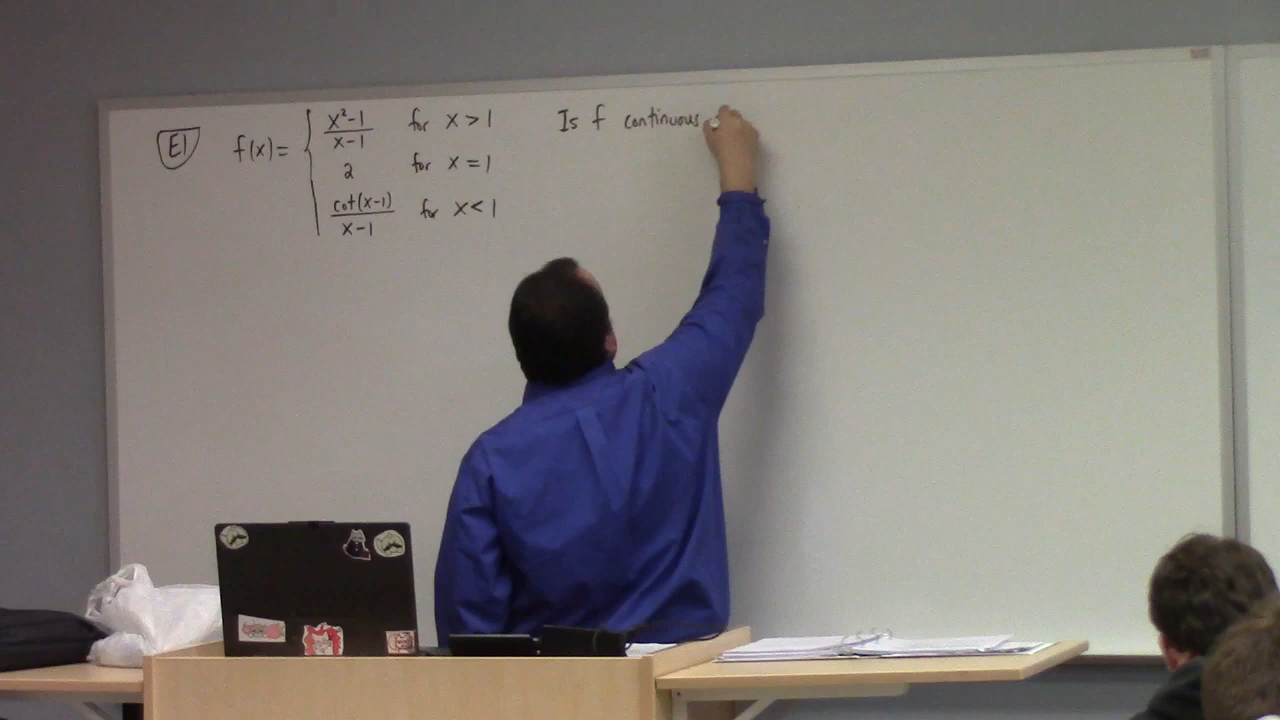 E1 f(x) = { (x²-1)/(x-1) for x > 1 Is f continuous
2 for x = 1
cot(x-1)/(x-1) for x < 1